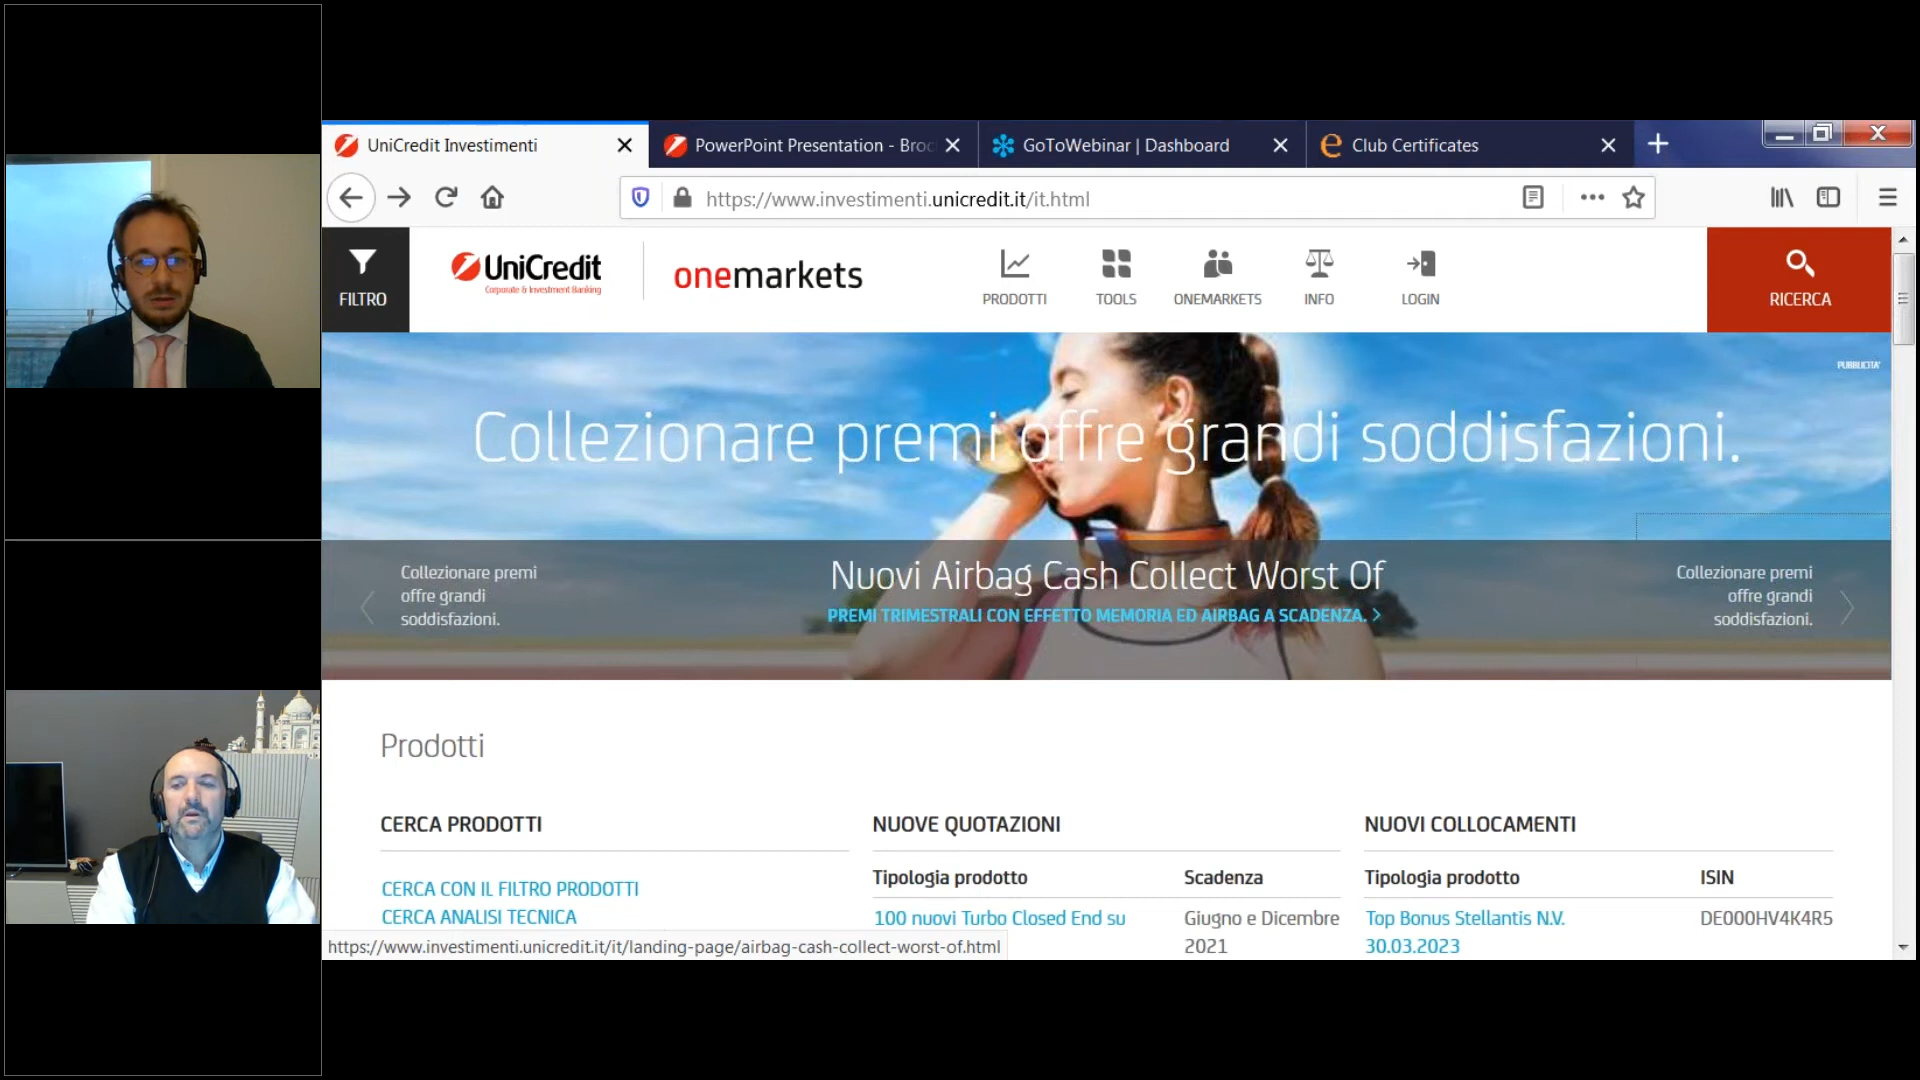 UniCredit Investimenti
PowerPoint Presentation - Broc
GoToWebinar | Dashboard
Club Certificates
https://www.investimenti.unicredit.it/it.html
FILTRO
UniCredit
Corporate & Investment Banking
onemarkets
PRODOTTI
TOOLS
ONEMARKETS
INFO
LOGIN
RICERCA
PUBBLICITA'
Collezionare premi offre grandi soddisfazioni.
Collezionare premi
offre grandi
soddisfazioni.
Nuovi Airbag Cash Collect Worst Of
PREMI TRIMESTRALI CON EFFETTO MEMORIA ED AIRBAG A SCADENZA.
Collezionare premi
offre grandi
soddisfazioni.
Prodotti
CERCA PRODOTTI
CERCA CON IL FILTRO PRODOTTI
CERCA ANALISI TECNICA
NUOVE QUOTAZIONI
Tipologia prodotto Scadenza
100 nuovi Turbo Closed End su Giugno e Dicembre
2021
NUOVI COLLOCAMENTI
Tipologia prodotto ISIN
Top Bonus Stellantis N.V. DE000HV4K4R5
30.03.2023
https://www.investimenti.unicredit.it/it/landing-page/airbag-cash-collect-worst-of.html